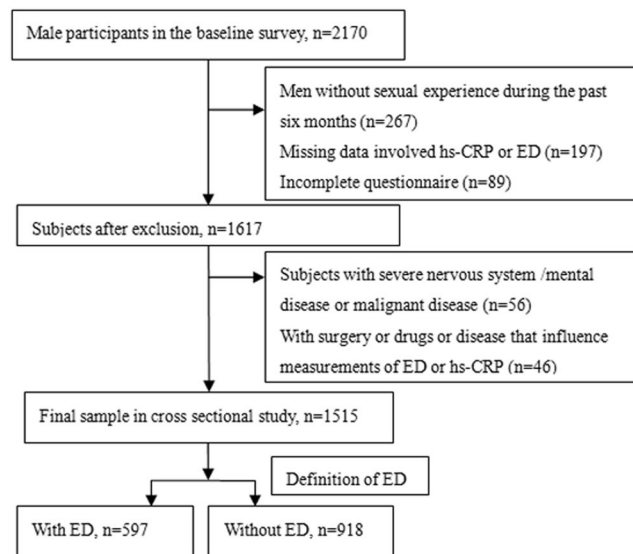 Male participants in the baseline survey, n=2170
Men without sexual experience during the past
six months (n=267)
Missing data involved hs-CRP or ED (n=197)
Incomplete questionnaire (n=89)
Subjects after exclusion, n=1617
Subjects with severe nervous system /mental
disease or malignant disease (n=56)
With surgery or drugs or disease that influence
measurements of ED or hs-CRP (n=46)
Final sample in cross sectional study, n=1515
Definition of ED
With ED, n=597
Without ED, n=918